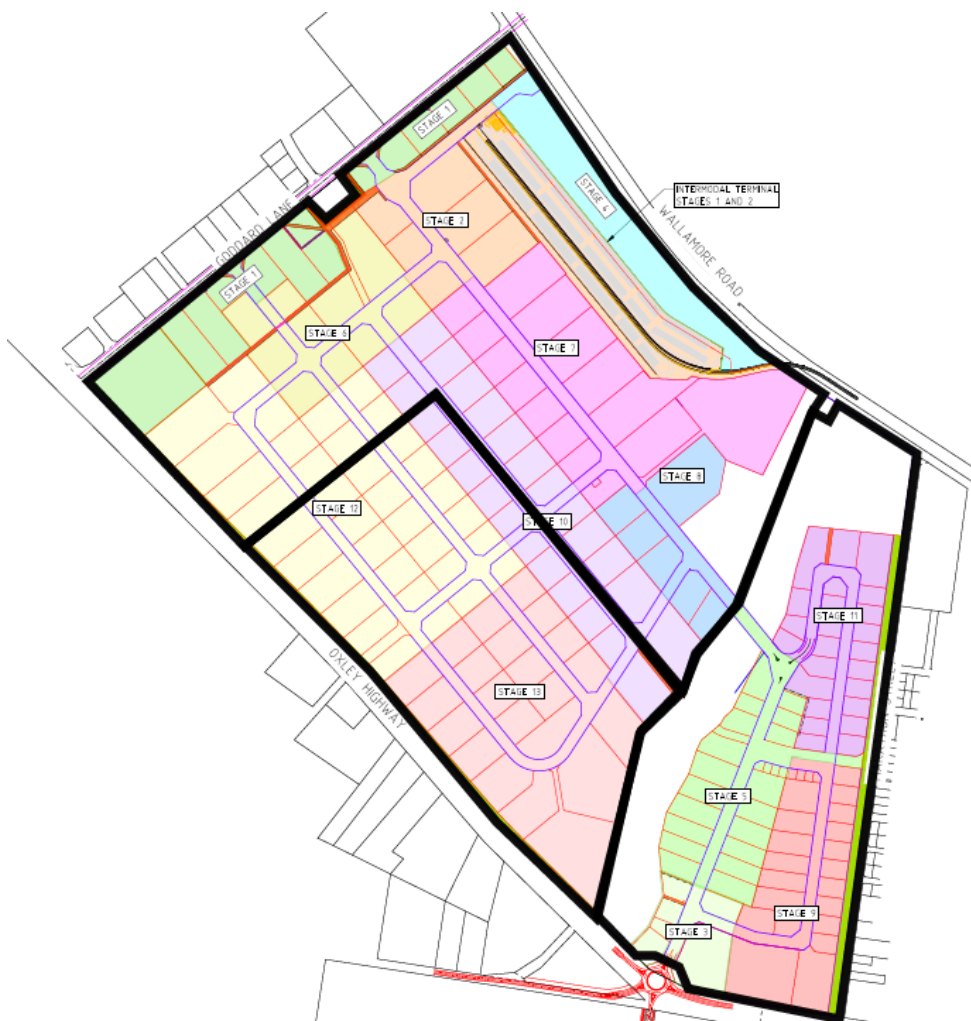 STAGE 1
STAGE 4
INTERMODAL TERMINAL
STAGES 1 AND 2
WALLAMORE ROAD
GODDARD LANE
STAGE 2
STAGE 1
STAGE 6
STAGE 7
STAGE 8
STAGE 12
STAGE 10
STAGE 11
OXLEY HIGHWAY
STAGE 13
STAGE 5
STAGE 9
STAGE 3